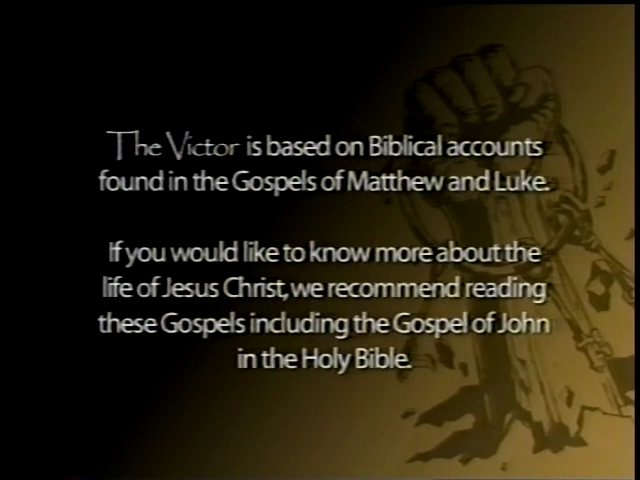 The Victor is based on Biblical accounts
found in the Gospels of Matthew and Luke.
If you would like to know more about the
life of Jesus Christ, we recommend reading
these Gospels including the Gospel of John
in the Holy Bible.